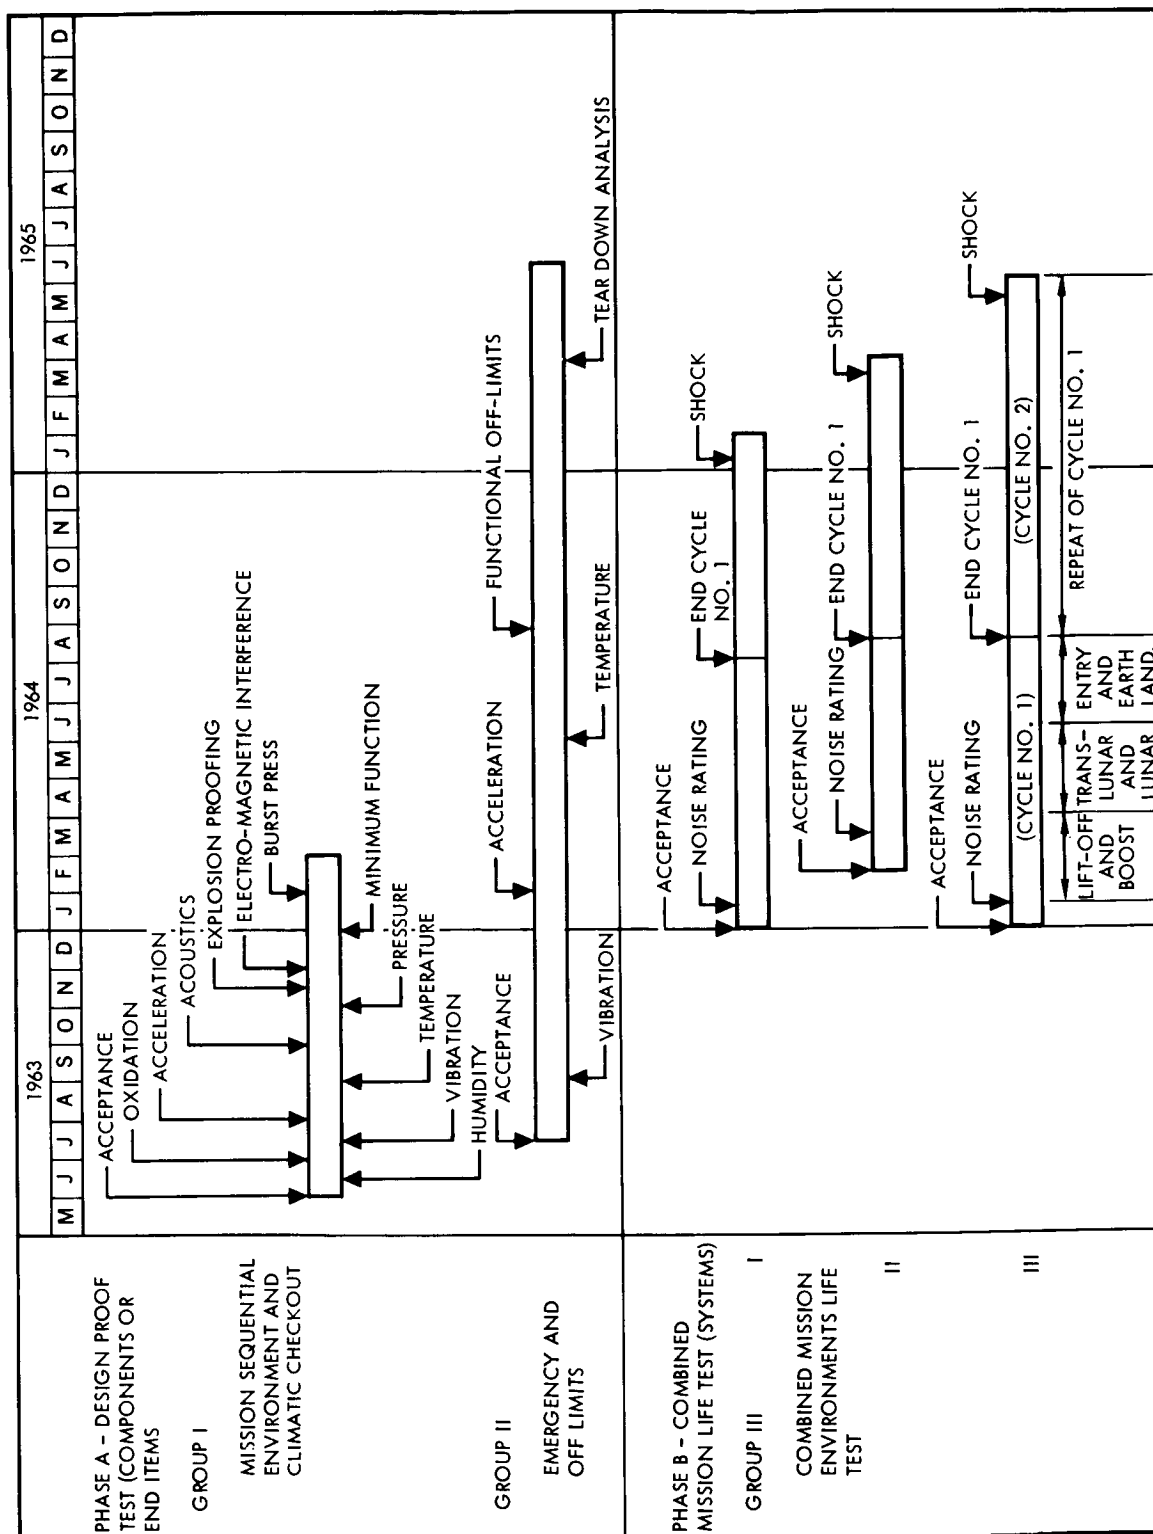 1963
1964
1965
M J J A S O N D J F M A M J J A S O N D J F M A M J J A S O N D
PHASE A - DESIGN PROOF
TEST (COMPONENTS OR
END ITEMS
GROUP I
MISSION SEQUENTIAL
ENVIRONMENT AND
CLIMATIC CHECKOUT
ACCEPTANCE
OXIDATION
ACCELERATION
ACOUSTICS
EXPLOSION PROOFING
ELECTRO-MAGNETIC INTERFERENCE
BURST PRESS
MINIMUM FUNCTION
PRESSURE
TEMPERATURE
VIBRATION
HUMIDITY
GROUP II
EMERGENCY AND
OFF LIMITS
ACCEPTANCE
ACCELERATION
FUNCTIONAL OFF-LIMITS
VIBRATION
TEMPERATURE
TEAR DOWN ANALYSIS
PHASE B - COMBINED
MISSION LIFE TEST (SYSTEMS)
GROUP III
I
ACCEPTANCE
NOISE RATING
END CYCLE
NO. 1
SHOCK
COMBINED MISSION
ENVIRONMENTS LIFE
TEST
II
ACCEPTANCE
NOISE RATING
END CYCLE NO. 1
SHOCK
III
ACCEPTANCE
NOISE RATING
END CYCLE NO. 1
SHOCK
(CYCLE NO. 1)
(CYCLE NO. 2)
LIFT-OFF
AND
BOOST
TRANS-
LUNAR
AND
LUNAR
ENTRY
AND
EARTH
LAND.
REPEAT OF CYCLE NO. 1